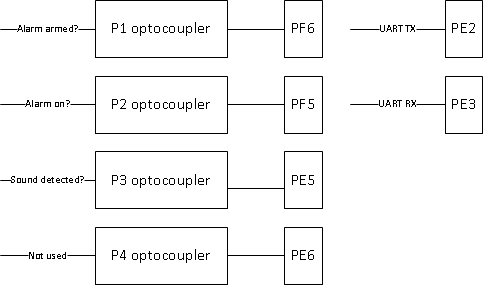 Alarm armed? P1 optocoupler PF6 UART TX PE2
Alarm on? P2 optocoupler PF5 UART RX PE3
Sound detected? P3 optocoupler PE5
Not used P4 optocoupler PE6